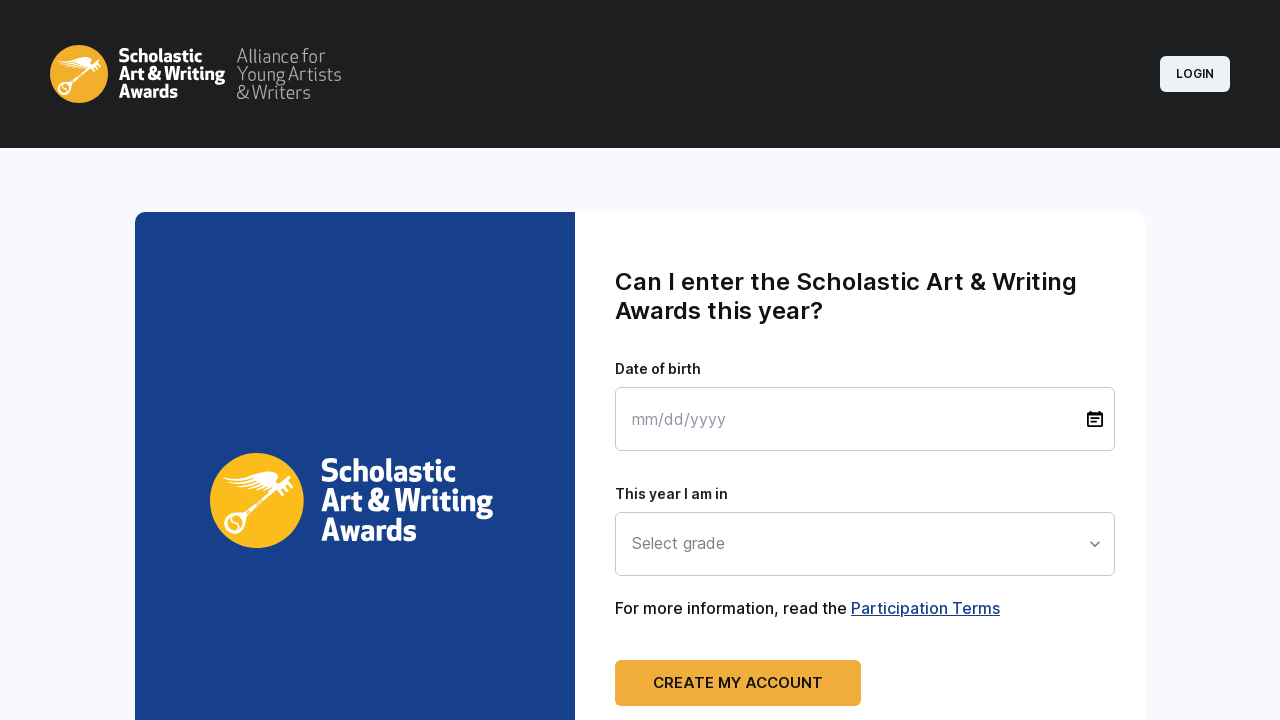 Scholastic
Art & Writing
Awards
Alliance for
Young Artists
& Writers
LOGIN
Scholastic
Art & Writing
Awards
Can I enter the Scholastic Art & Writing
Awards this year?
Date of birth
mm/dd/yyyy
This year I am in
Select grade
For more information, read the Participation Terms
CREATE MY ACCOUNT